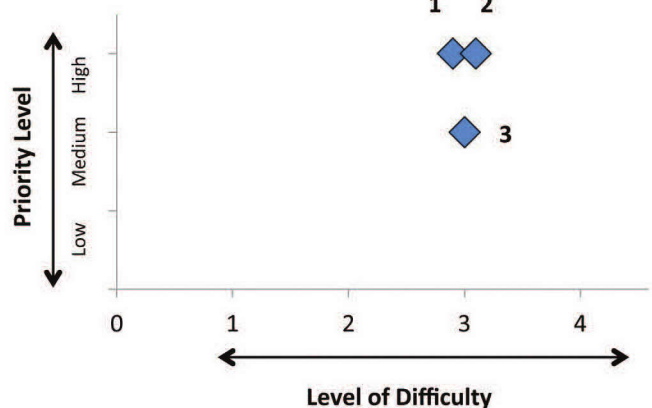 1 2
High
3
Medium
Priority Level
Low
0 1 2 3 4
Level of Difficulty